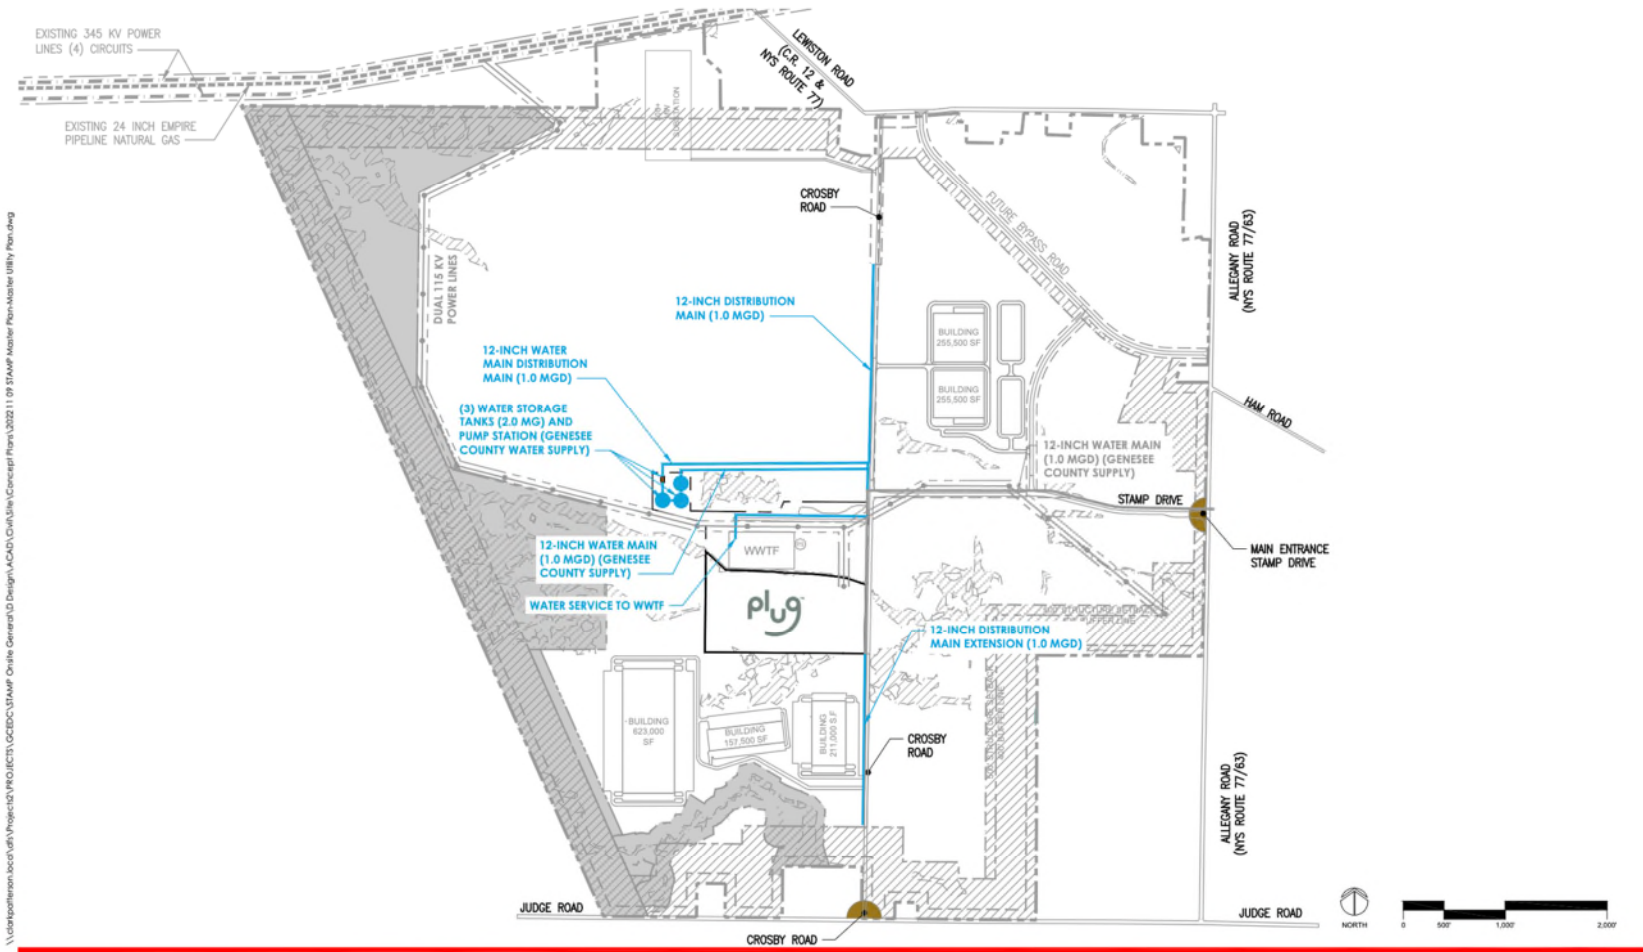 EXISTING 345 KV POWER
LINES (4) CIRCUITS
EXISTING 24 INCH EMPIRE
PIPELINE NATURAL GAS
LEWISTON ROAD
(C.R. 12 &
NYS ROUTE 77)
SUBSTATION
CROSBY
ROAD
FUTURE BYPASS ROAD
ALLEGANY ROAD
(NYS ROUTE 77/63)
DUAL 115 KV
POWER LINES
12-INCH DISTRIBUTION
MAIN (1.0 MGD)
BUILDING
255,500 SF
BUILDING
255,500 SF
12-INCH WATER
MAIN DISTRIBUTION
MAIN (1.0 MGD)
(3) WATER STORAGE
TANKS (2.0 MG) AND
PUMP STATION (GENESEE
COUNTY WATER SUPPLY)
HAM ROAD
12-INCH WATER MAIN
(1.0 MGD) (GENESEE
COUNTY SUPPLY)
STAMP DRIVE
MAIN ENTRANCE
STAMP DRIVE
12-INCH WATER MAIN
(1.0 MGD) (GENESEE
COUNTY SUPPLY)
WWTF
WATER SERVICE TO WWTF
plug
12-INCH DISTRIBUTION
MAIN EXTENSION (1.0 MGD)
BUILDING
623,000
SF
BUILDING
157,500 SF
BUILDING
211,000 S.F
CROSBY
ROAD
ALLEGANY ROAD
(NYS ROUTE 77/63)
JUDGE ROAD
CROSBY ROAD
JUDGE ROAD
NORTH
0 500' 1,000' 2,000'